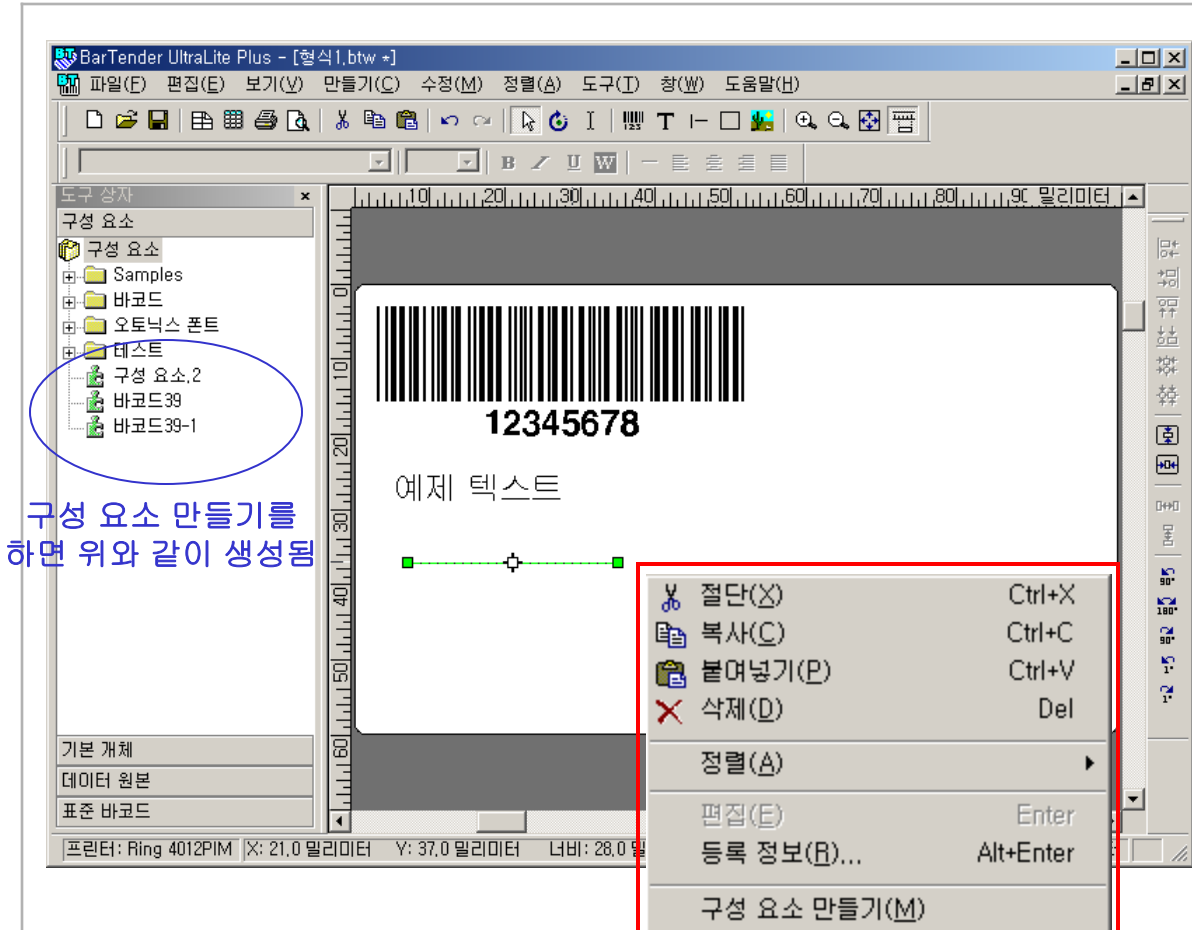 BarTender UltraLite Plus - [형식1.btw *]
파일(F) 편집(E) 보기(V) 만들기(C) 수정(M) 정렬(A) 도구(T) 창(W) 도움말(H)
도구 상자
10 20 30 40 50 60 70 80 90 밀리미터
구성 요소
구성 요소
Samples
바코드
오토닉스 폰트
테스트
구성 요소.2
바코드39
바코드39-1
구성 요소 만들기를
하면 위와 같이 생성됨
0
10
20
30
40
50
60
12345678
예제 텍스트
절단(X) Ctrl+X
복사(C) Ctrl+C
붙여넣기(P) Ctrl+V
삭제(D) Del
정렬(A)
편집(E) Enter
등록 정보(R)... Alt+Enter
구성 요소 만들기(M)
90°
180°
90°
1°
1°
기본 개체
데이터 원본
표준 바코드
프린터: Ring 4012PIM X: 21.0 밀리미터 Y: 37.0 밀리미터 너비: 28.0